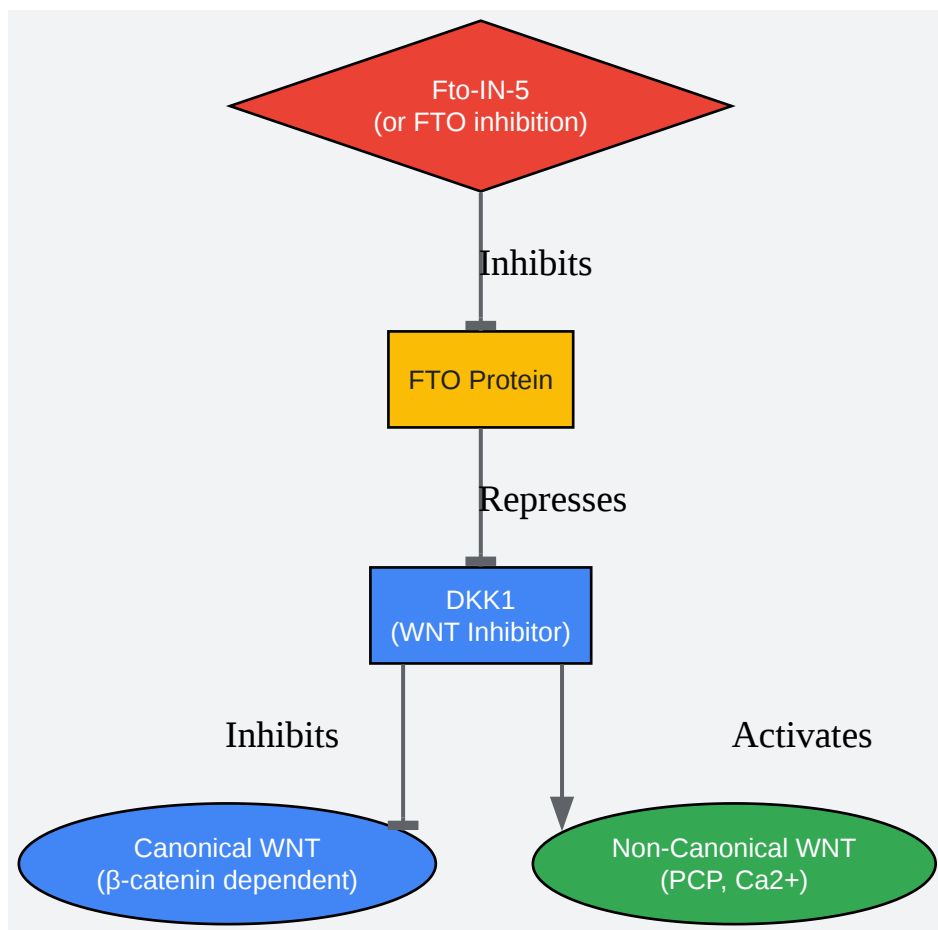 Fto-IN-5
(or FTO inhibition)
Inhibits
FTO Protein
Represses
DKK1
(WNT Inhibitor)
Inhibits
Activates
Canonical WNT
(β-catenin dependent)
Non-Canonical WNT
(PCP, Ca2+)